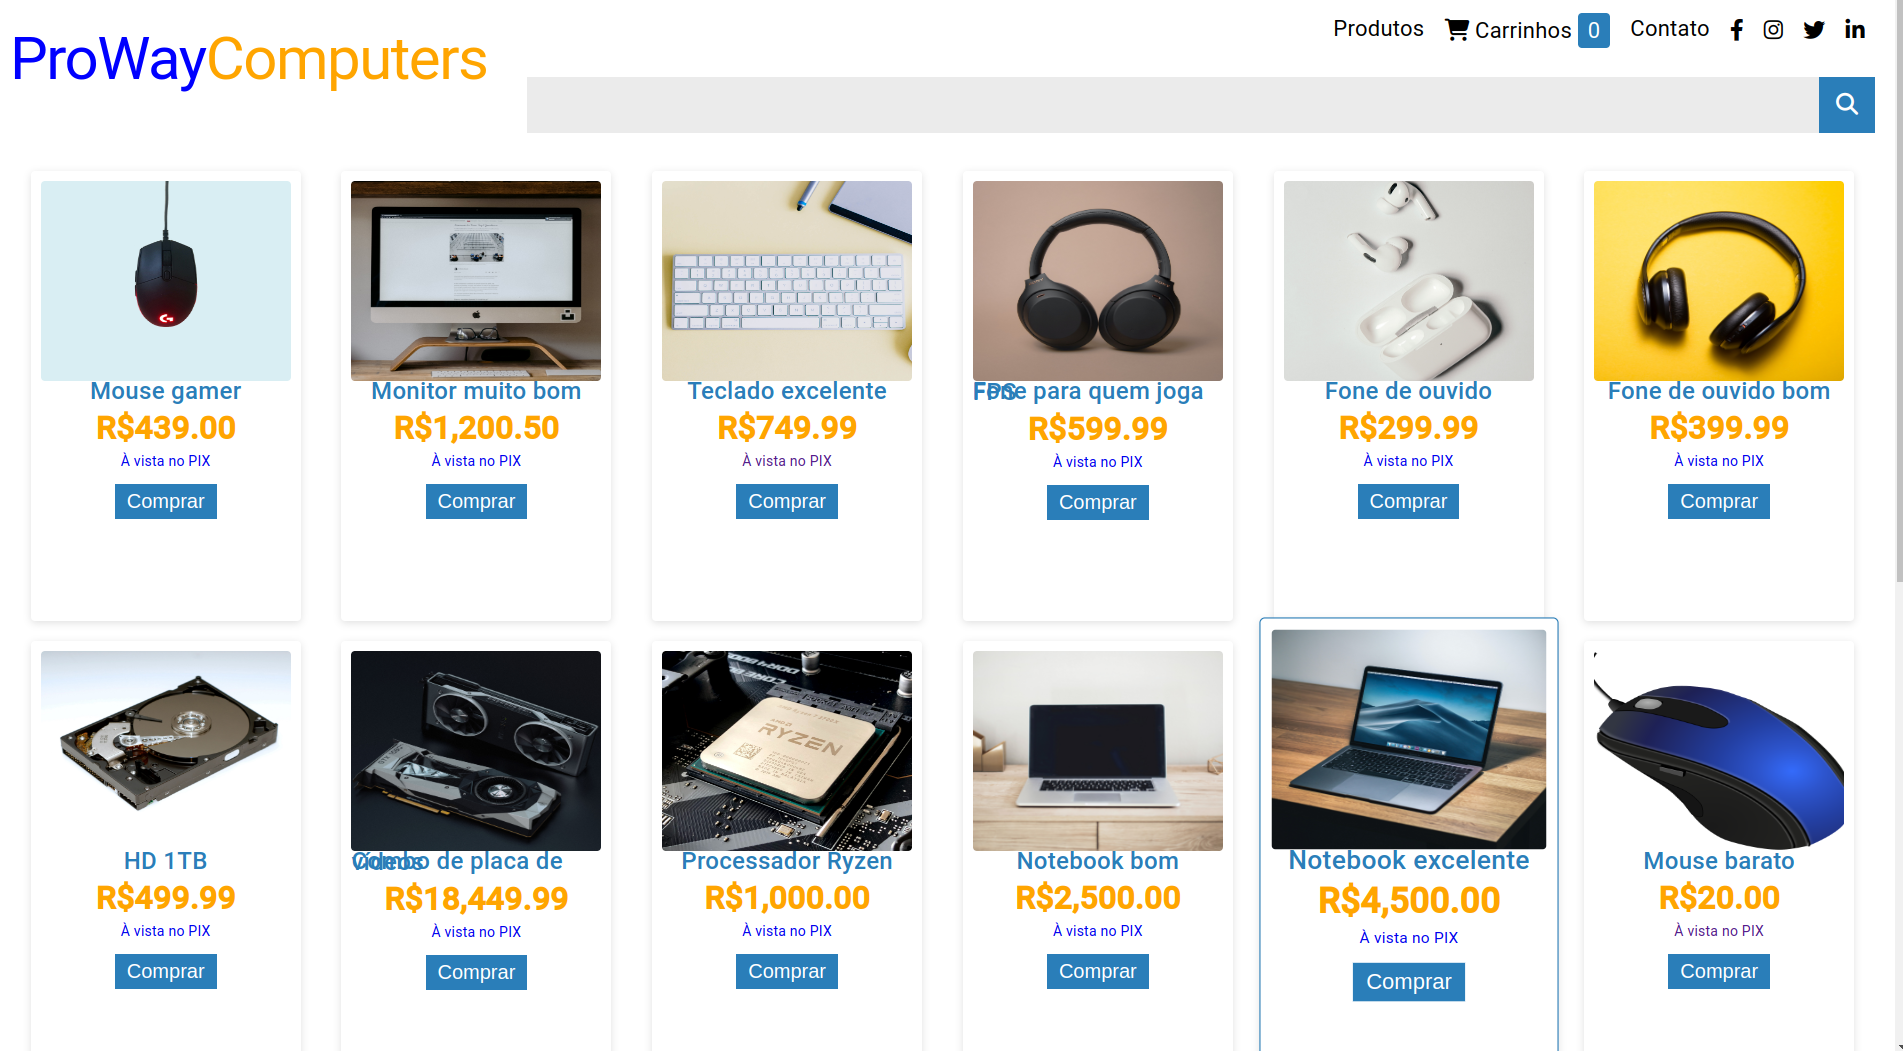 Produtos Carrinhos 0 Contato
ProWayComputers
Mouse gamer
R$439.00
À vista no PIX
Comprar
Monitor muito bom
R$1,200.50
À vista no PIX
Comprar
Teclado excelente
R$749.99
À vista no PIX
Comprar
Fone para quem joga
FPS
R$599.99
À vista no PIX
Comprar
Fone de ouvido
R$299.99
À vista no PIX
Comprar
Fone de ouvido bom
R$399.99
À vista no PIX
Comprar
HD 1TB
R$499.99
À vista no PIX
Comprar
Combo de placa de
vídeos
R$18,449.99
À vista no PIX
Comprar
AMD
RYZEN
Processador Ryzen
R$1,000.00
À vista no PIX
Comprar
Notebook bom
R$2,500.00
À vista no PIX
Comprar
Notebook excelente
R$4,500.00
À vista no PIX
Comprar
Mouse barato
R$20.00
À vista no PIX
Comprar